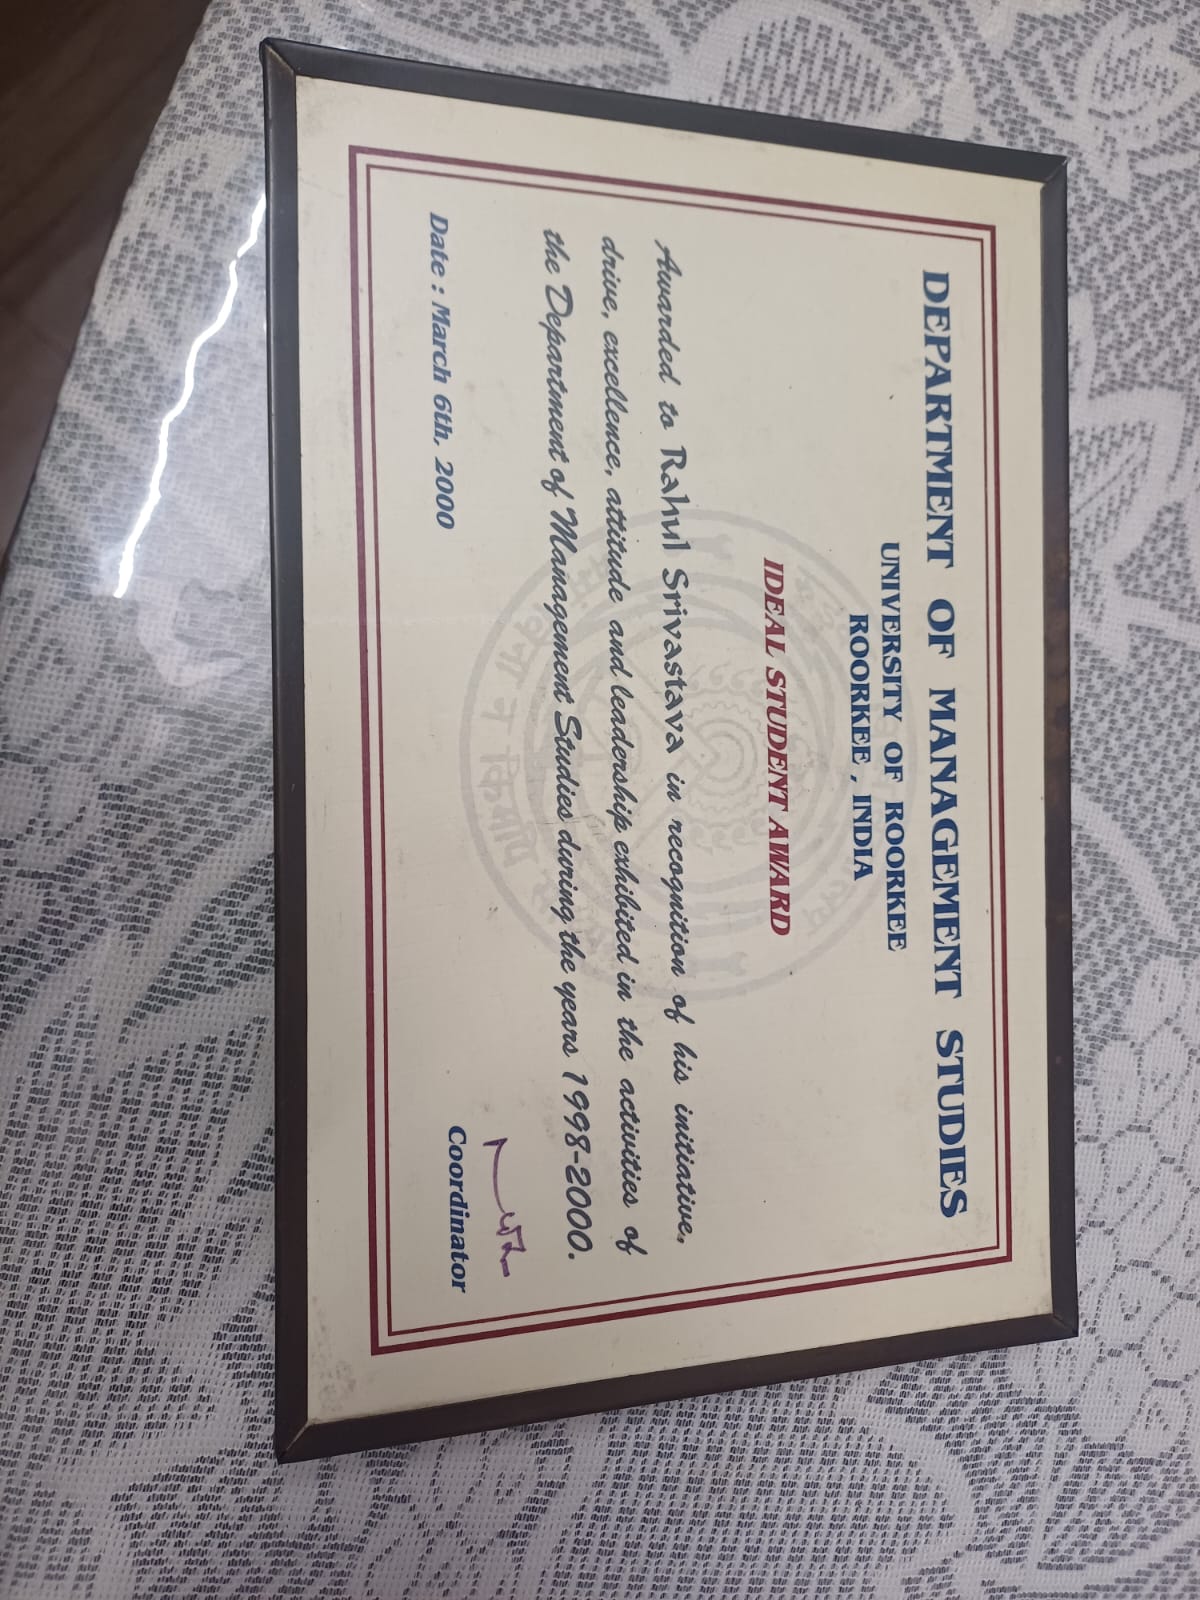 DEPARTMENT OF MANAGEMENT STUDIES
UNIVERSITY OF ROORKEE
ROORKEE , INDIA
IDEAL STUDENT AWARD
Awarded to Rahul Srivastava in recognition of his initiative,
drive, excellence, attitude and leadership exhibited in the activities of
the Department of Management Studies during the years 1998-2000.
Date : March 6th, 2000
Coordinator